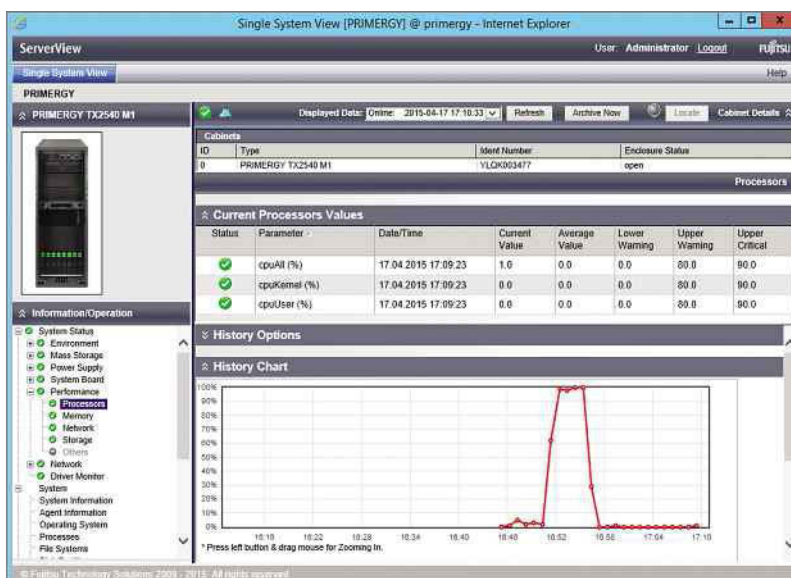 Single System View [PRIMERGY] @ primergy - Internet Explorer
ServerView
User: Administrator Logout FUJITSU
Single System View
Help
PRIMERGY
PRIMERGY TX2540 M1
Displayed Data: Online: 2015-04-17 17:10:33 Refresh Archive Now Locate Cabinet Details
Cabinets
ID Type Ident Number Enclosure Status
0 PRIMERGY TX2540 M1 YLQK003477 open
Processors
Current Processors Values
Status Parameter Date/Time Current Value Average Value Lower Warning Upper Warning Upper Critical
cpuAll (%) 17.04.2015 17:09:23 1.0 0.0 0.0 80.0 90.0
cpuKernel (%) 17.04.2015 17:09:23 0.0 0.0 0.0 80.0 90.0
cpuUser (%) 17.04.2015 17:09:23 0.0 0.0 0.0 80.0 90.0
Information/Operation
System Status
Environment
Mass Storage
Power Supply
System Board
Performance
Processors
Memory
Network
Storage
Others
Network
Driver Monitor
System
System Information
Agent Information
Operating System
Processes
File Systems
History Options
History Chart
100%
90%
80%
70%
60%
50%
40%
30%
20%
10%
0%
16:16 16:22 16:28 16:34 16:40 16:46 16:52 16:58 17:04 17:10
* Press left button & drag mouse for Zooming In.
© Fujitsu Technology Solutions 2009 - 2015. All rights reserved.